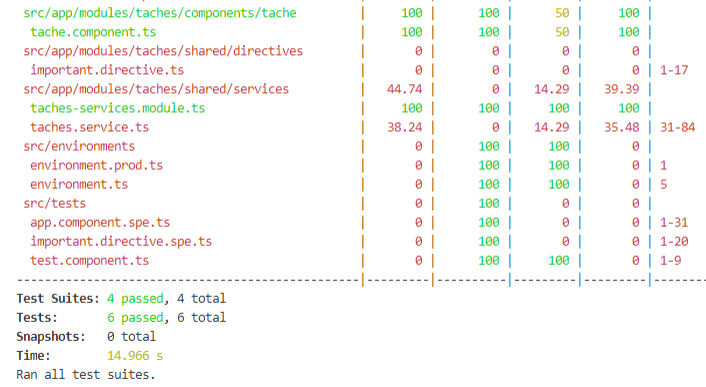 src/app/modules/taches/components/tache | 100 | 100 | 50 | 100 |
tache.component.ts | 100 | 100 | 50 | 100 |
src/app/modules/taches/shared/directives | 0 | 0 | 0 | 0 |
important.directive.ts | 0 | 0 | 0 | 0 | 1-17
src/app/modules/taches/shared/services | 44.74 | 0 | 14.29 | 39.39 |
taches-services.module.ts | 100 | 100 | 100 | 100 |
taches.service.ts | 38.24 | 0 | 14.29 | 35.48 | 31-84
src/environments | 0 | 100 | 100 | 0 |
environment.prod.ts | 0 | 100 | 100 | 0 | 1
environment.ts | 0 | 100 | 100 | 0 | 5
src/tests | 0 | 100 | 0 | 0 |
app.component.spe.ts | 0 | 100 | 0 | 0 | 1-31
important.directive.spe.ts | 0 | 100 | 0 | 0 | 1-20
test.component.ts | 0 | 100 | 100 | 0 | 1-9
---------------------------------------------|---------|----------|---------|---------|-------
Test Suites: 4 passed, 4 total
Tests: 6 passed, 6 total
Snapshots: 0 total
Time: 14.966 s
Ran all test suites.